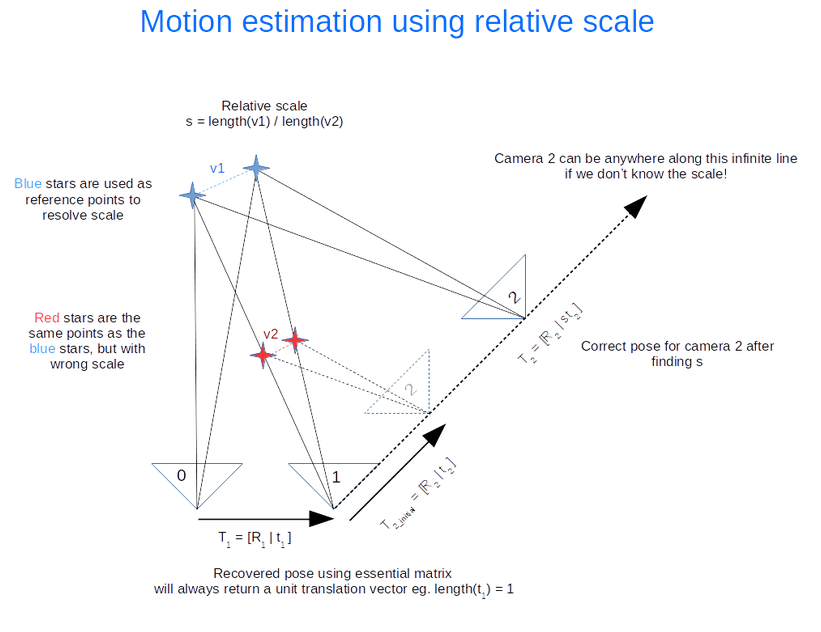 Motion estimation using relative scale
Relative scale
s = length(v1) / length(v2)
Camera 2 can be anywhere along this infinite line
if we don't know the scale!
v1
Blue stars are used as
reference points to
resolve scale
2
Red stars are the
same points as the
blue stars, but with
wrong scale
v2
T2 = [R2 | st2]
Correct pose for camera 2 after
finding s
2
0
1
T2_initial = [R2 | t2]
T1 = [R1 | t1]
Recovered pose using essential matrix
will always return a unit translation vector eg. length(t1) = 1